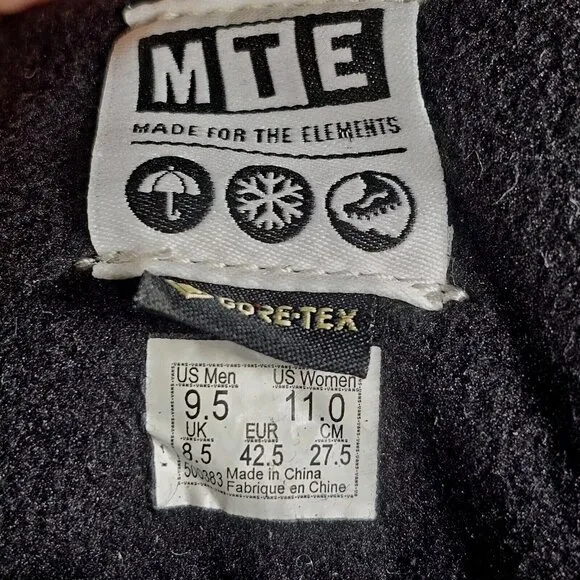 MTE
MADE FOR THE ELEMENTS
GORE-TEX
US Men US Women
9.5 11.0
UK EUR CM
8.5 42.5 27.5
Made in China
Fabrique en Chine